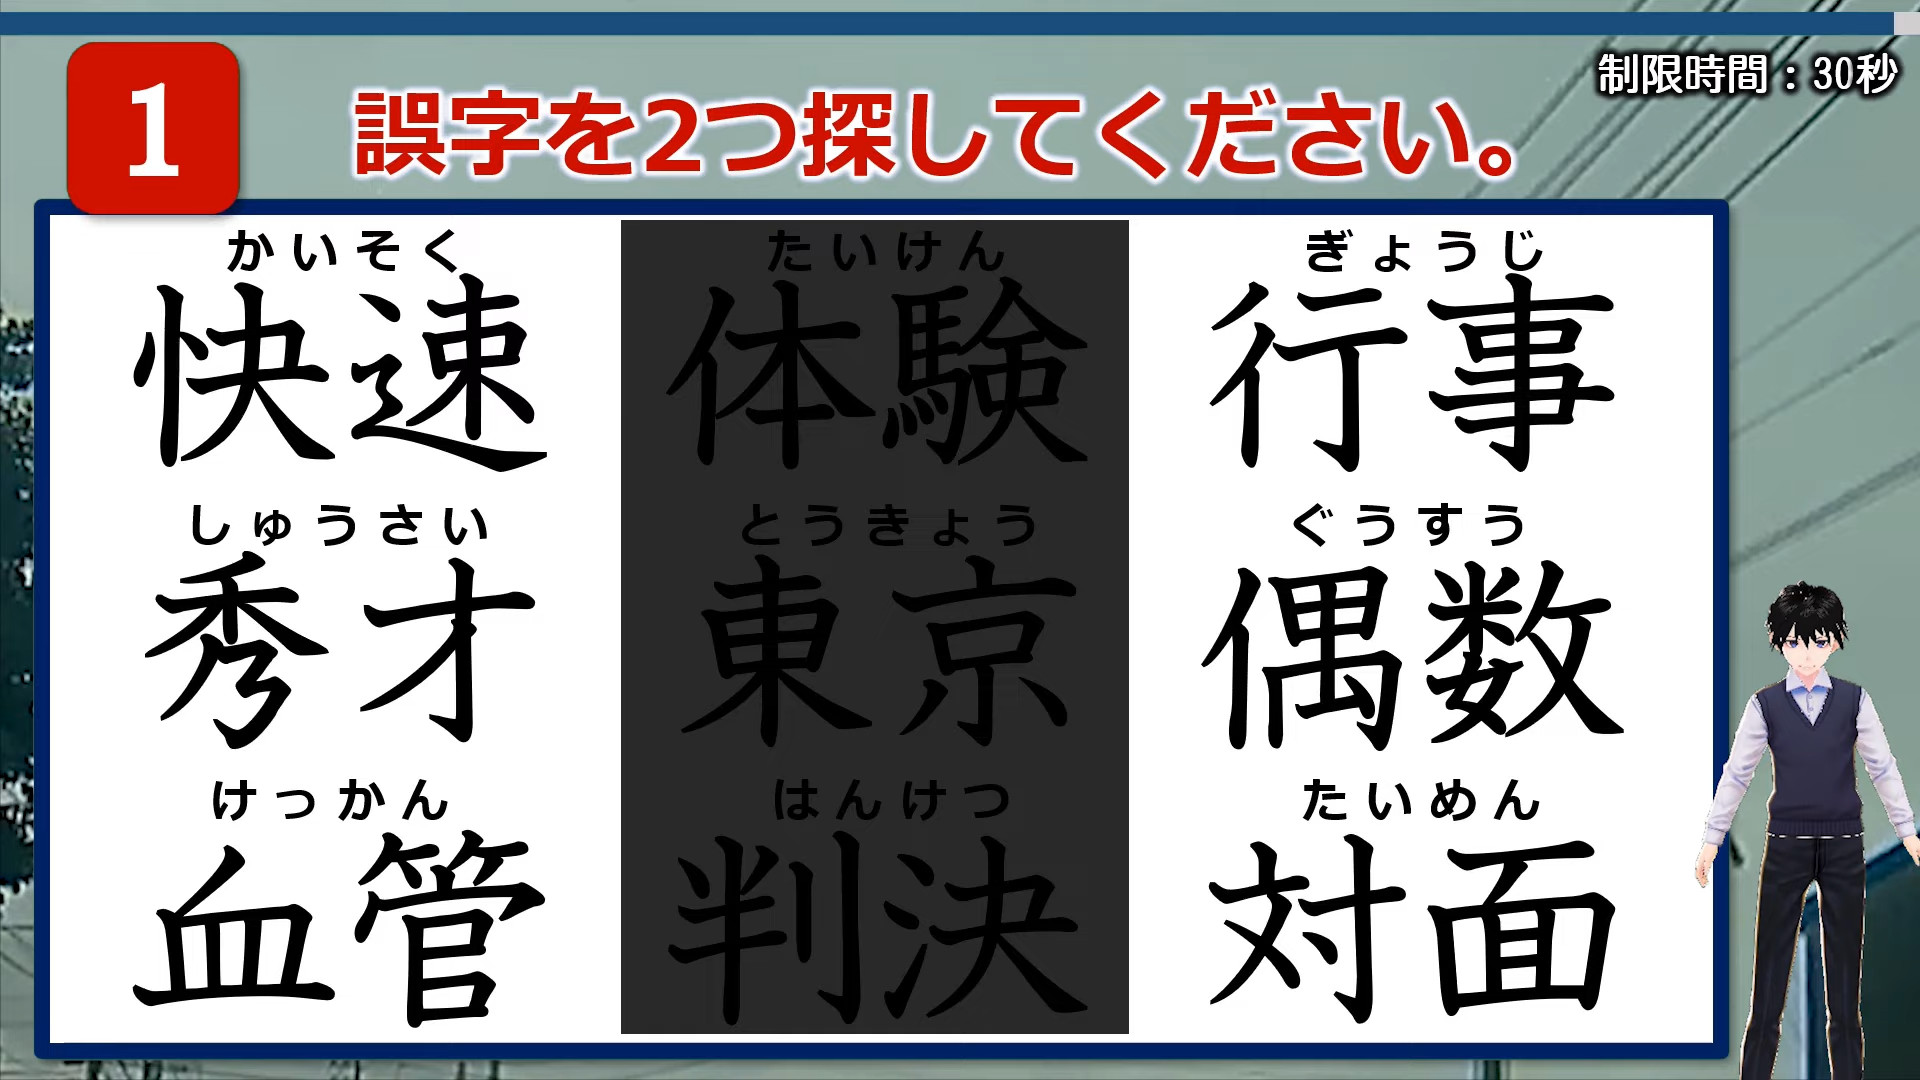 1
誤字を2つ探してください。
制限時間:30秒
かいそく たいけん ぎょうじ
快速 体験 行事
しゅうさい とうきょう ぐうすう
秀才 東京 偶数
けっかん はんけつ たいめん
血管 判決 対面